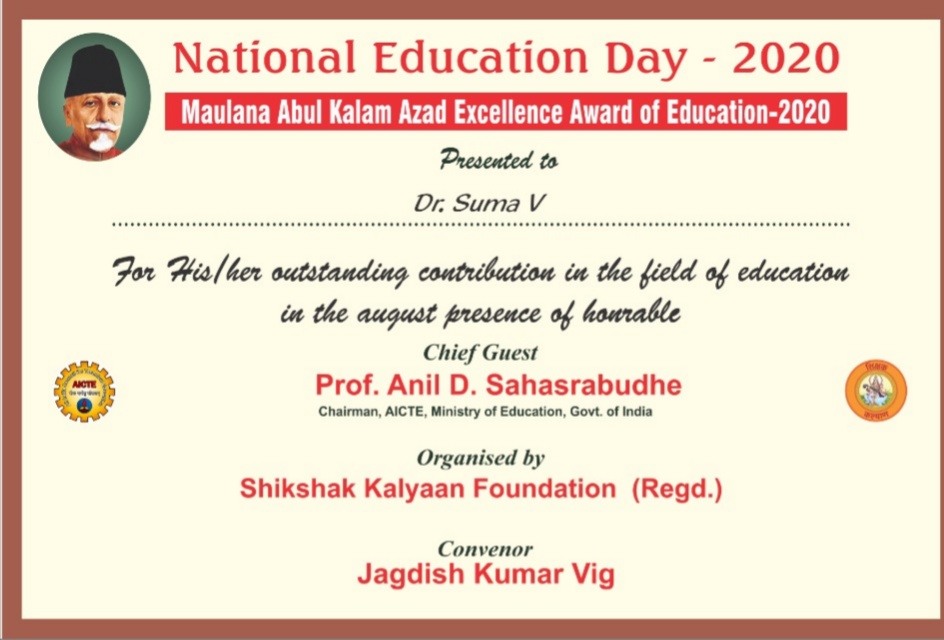 National Education Day - 2020
Maulana Abul Kalam Azad Excellence Award of Education-2020
Presented to
Dr. Suma V
For His/her outstanding contribution in the field of education
in the august presence of honrable
Chief Guest
Prof. Anil D. Sahasrabudhe
Chairman, AICTE, Ministry of Education, Govt. of India
AICTE
Organised by
Shikshak Kalyaan Foundation (Regd.)
Convenor
Jagdish Kumar Vig